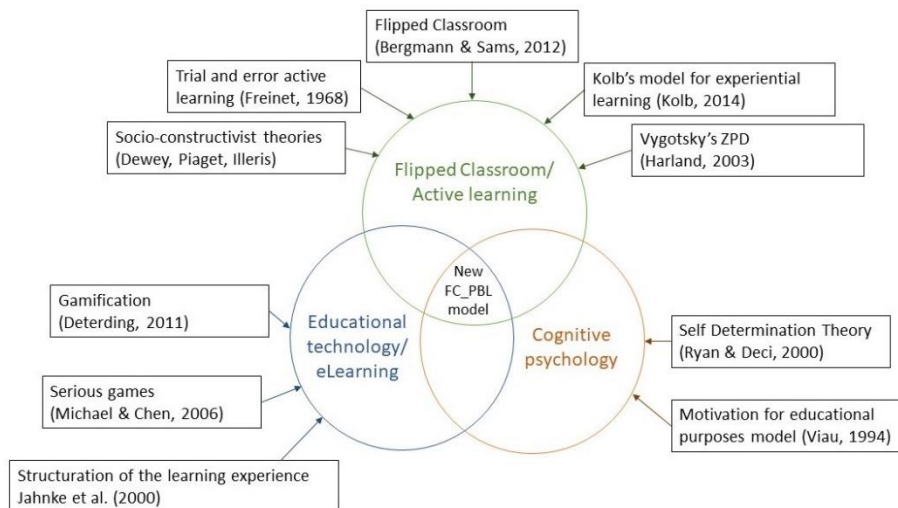 Flipped Classroom
(Bergmann & Sams, 2012)
Trial and error active
learning (Freinet, 1968)
Kolb's model for experiential
learning (Kolb, 2014)
Socio-constructivist theories
(Dewey, Piaget, Illeris)
Vygotsky's ZPD
(Harland, 2003)
Flipped Classroom/
Active learning
New
FC_PBL
model
Gamification
(Deterding, 2011)
Educational
technology/
eLearning
Cognitive
psychology
Self Determination Theory
(Ryan & Deci, 2000)
Serious games
(Michael & Chen, 2006)
Motivation for educational
purposes model (Viau, 1994)
Structuration of the learning experience
Jahnke et al. (2000)